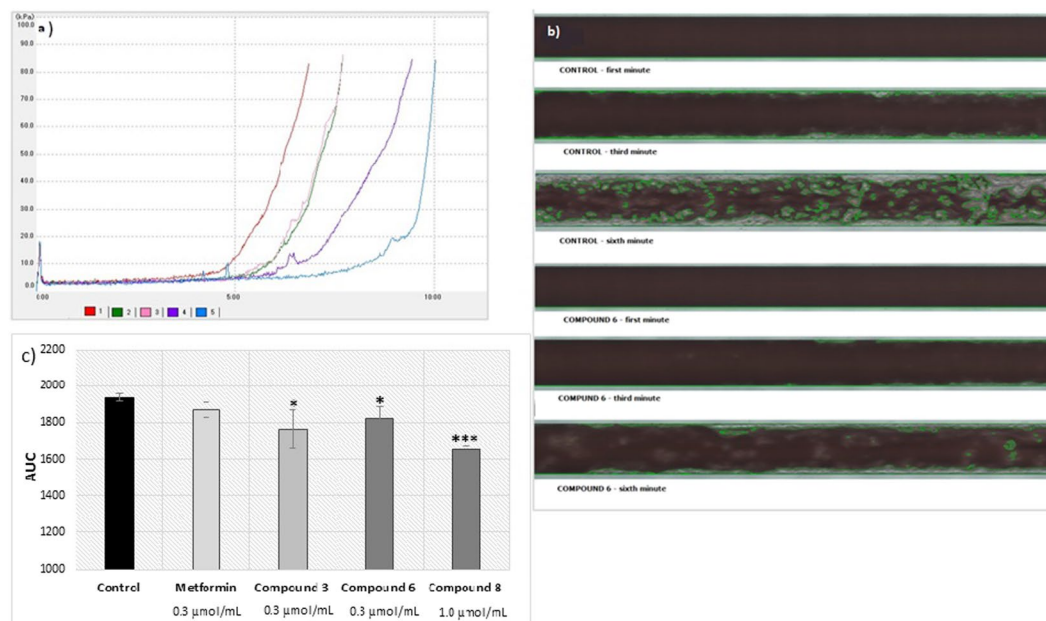 a)
(kPa)
100.0
90.0
80.0
70.0
60.0
50.0
40.0
30.0
20.0
10.0
0.0
0:00 5:00 10:00
1 2 3 4 5
b)
CONTROL - first minute
CONTROL - third minute
CONTROL - sixth minute
COMPOUND 6 - first minute
COMPUND 6 - third minute
COMPOUND 6 - sixth minute
c)
2200
2000
1800
1600
1400
1200
1000
AUC
* * ***
Control Metformin Compound 3 Compound 6 Compound 8
0.3 µmol/mL 0.3 µmol/mL 0.3 µmol/mL 1.0 µmol/mL